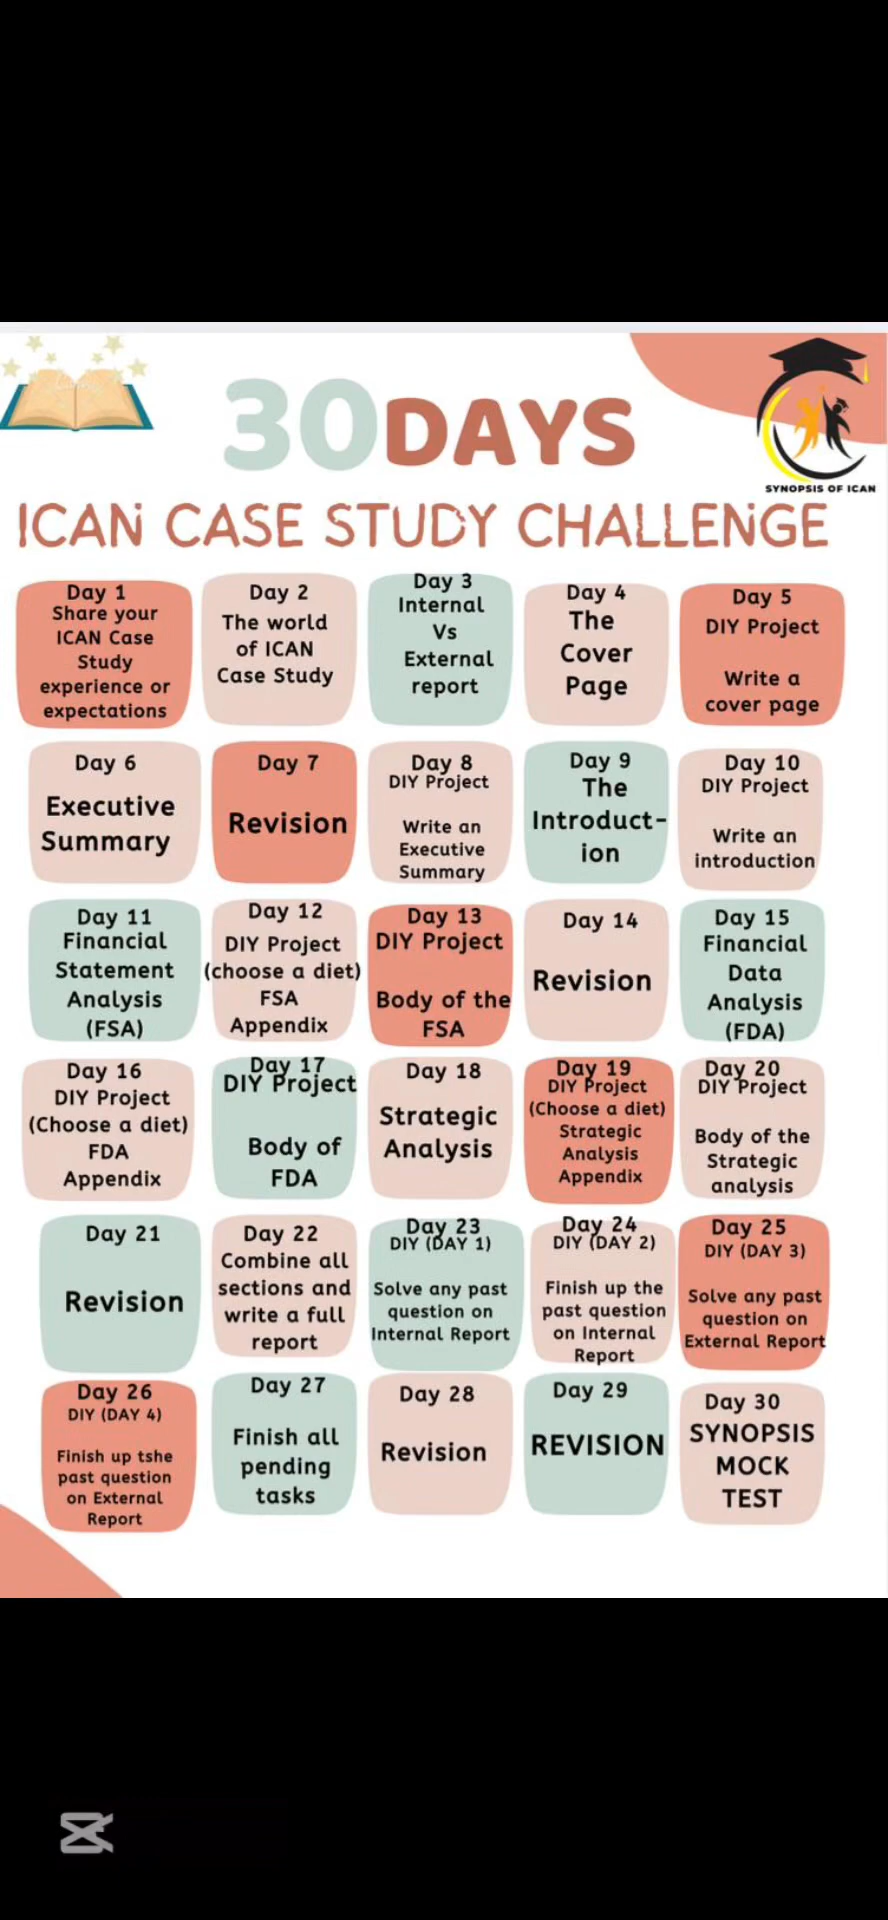 30DAYS
SYNOPSIS OF ICAN
ICAN CASE STUDY CHALLENGE
Day 1
Share your
ICAN Case
Study
experience or
expectations
Day 2
The world
of ICAN
Case Study
Day 3
Internal
Vs
External
report
Day 4
The
Cover
Page
Day 5
DIY Project
Write a
cover page
Day 6
Executive
Summary
Day 7
Revision
Day 8
DIY Project
Write an
Executive
Summary
Day 9
The
Introduct-
ion
Day 10
DIY Project
Write an
introduction
Day 11
Financial
Statement
Analysis
(FSA)
Day 12
DIY Project
(choose a diet)
FSA
Appendix
Day 13
DIY Project
Body of the
FSA
Day 14
Revision
Day 15
Financial
Data
Analysis
(FDA)
Day 16
DIY Project
(Choose a diet)
FDA
Appendix
Day 17
DIY Project
Body of
FDA
Day 18
Strategic
Analysis
Day 19
DIY Project
(Choose a diet)
Strategic
Analysis
Appendix
Day 20
DIY Project
Body of the
Strategic
analysis
Day 21
Revision
Day 22
Combine all
sections and
write a full
report
Day 23
DIY (DAY 1)
Solve any past
question on
Internal Report
Day 24
DIY (DAY 2)
Finish up the
past question
on Internal
Report
Day 25
DIY (DAY 3)
Solve any past
question on
External Report
Day 26
DIY (DAY 4)
Finish up tshe
past question
on External
Report
Day 27
Finish all
pending
tasks
Day 28
Revision
Day 29
REVISION
Day 30
SYNOPSIS
MOCK
TEST